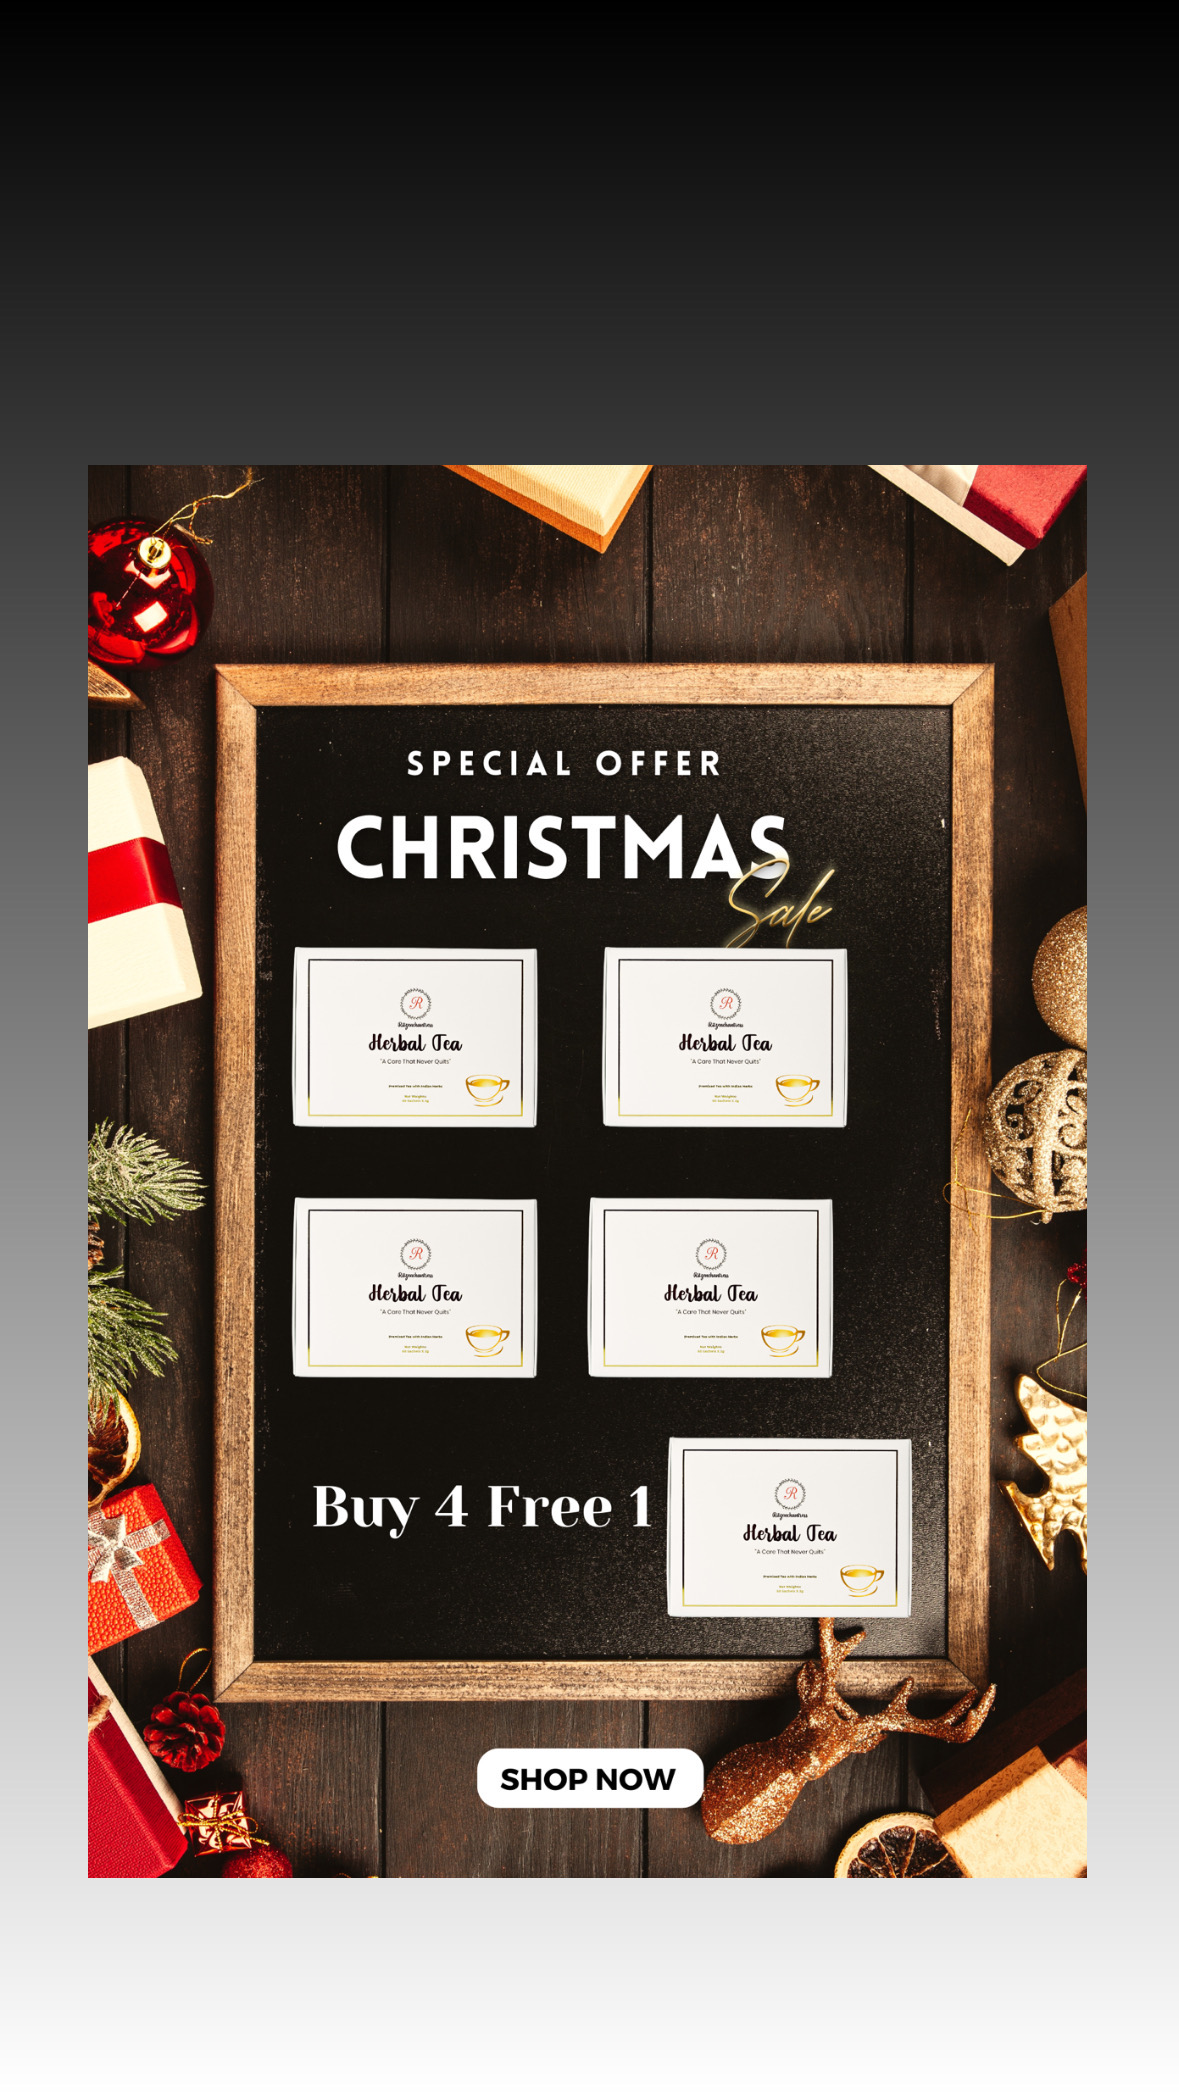 SPECIAL OFFER
CHRISTMAS
Sale
R
Herbal Tea
"A Care That Never Quits"
R
Herbal Tea
"A Care That Never Quits"
R
Herbal Tea
"A Care That Never Quits"
R
Herbal Tea
"A Care That Never Quits"
Buy 4 Free 1
R
Herbal Tea
"A Care That Never Quits"
SHOP NOW